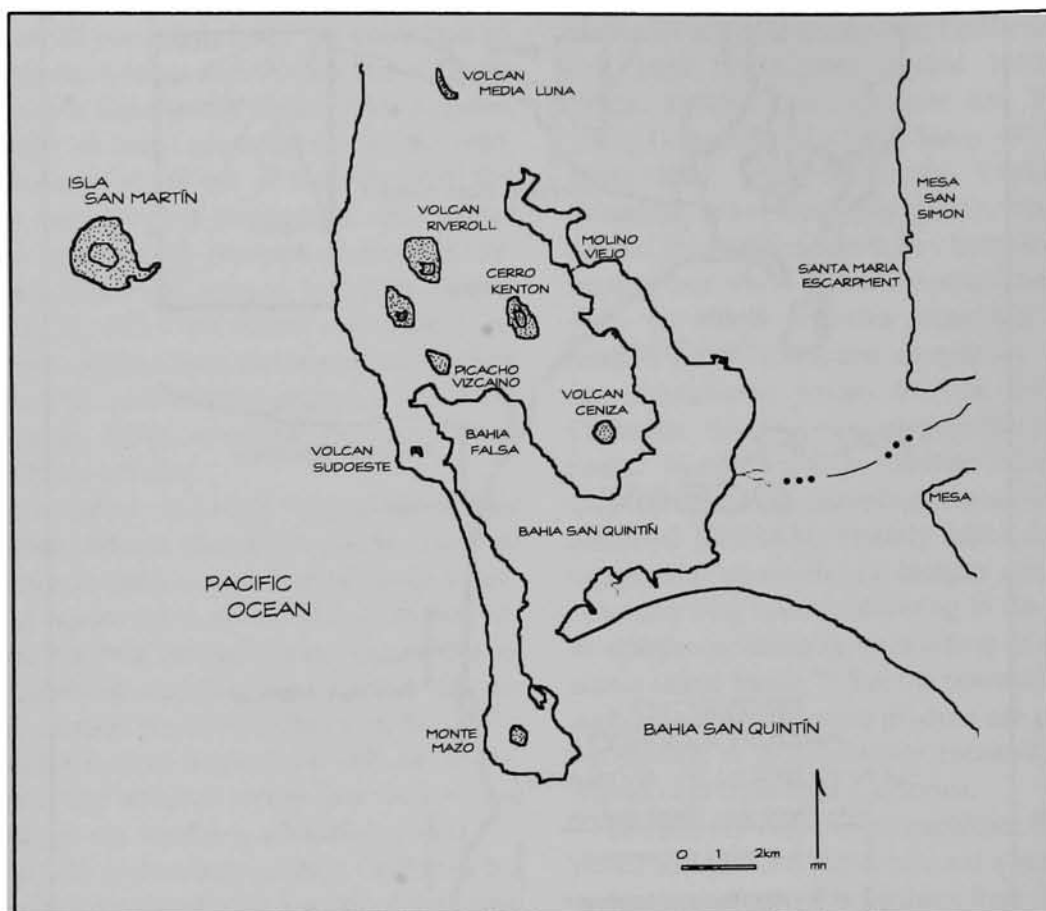 VOLCAN
MEDIA LUNA
ISLA
SAN MARTÍN
VOLCAN
RIVEROLL
MOLINO
VIEJO
MESA
SAN
SIMON
CERRO
KENTON
SANTA MARIA
ESCARPMENT
PICACHO
VIZCAINO
VOLCAN
CENIZA
BAHIA
FALSA
VOLCAN
SUDOESTE
MESA
BAHIA SAN QUINTÍN
PACIFIC
OCEAN
MONTE
MAZO
BAHIA SAN QUINTÍN
0 1 2km
mn